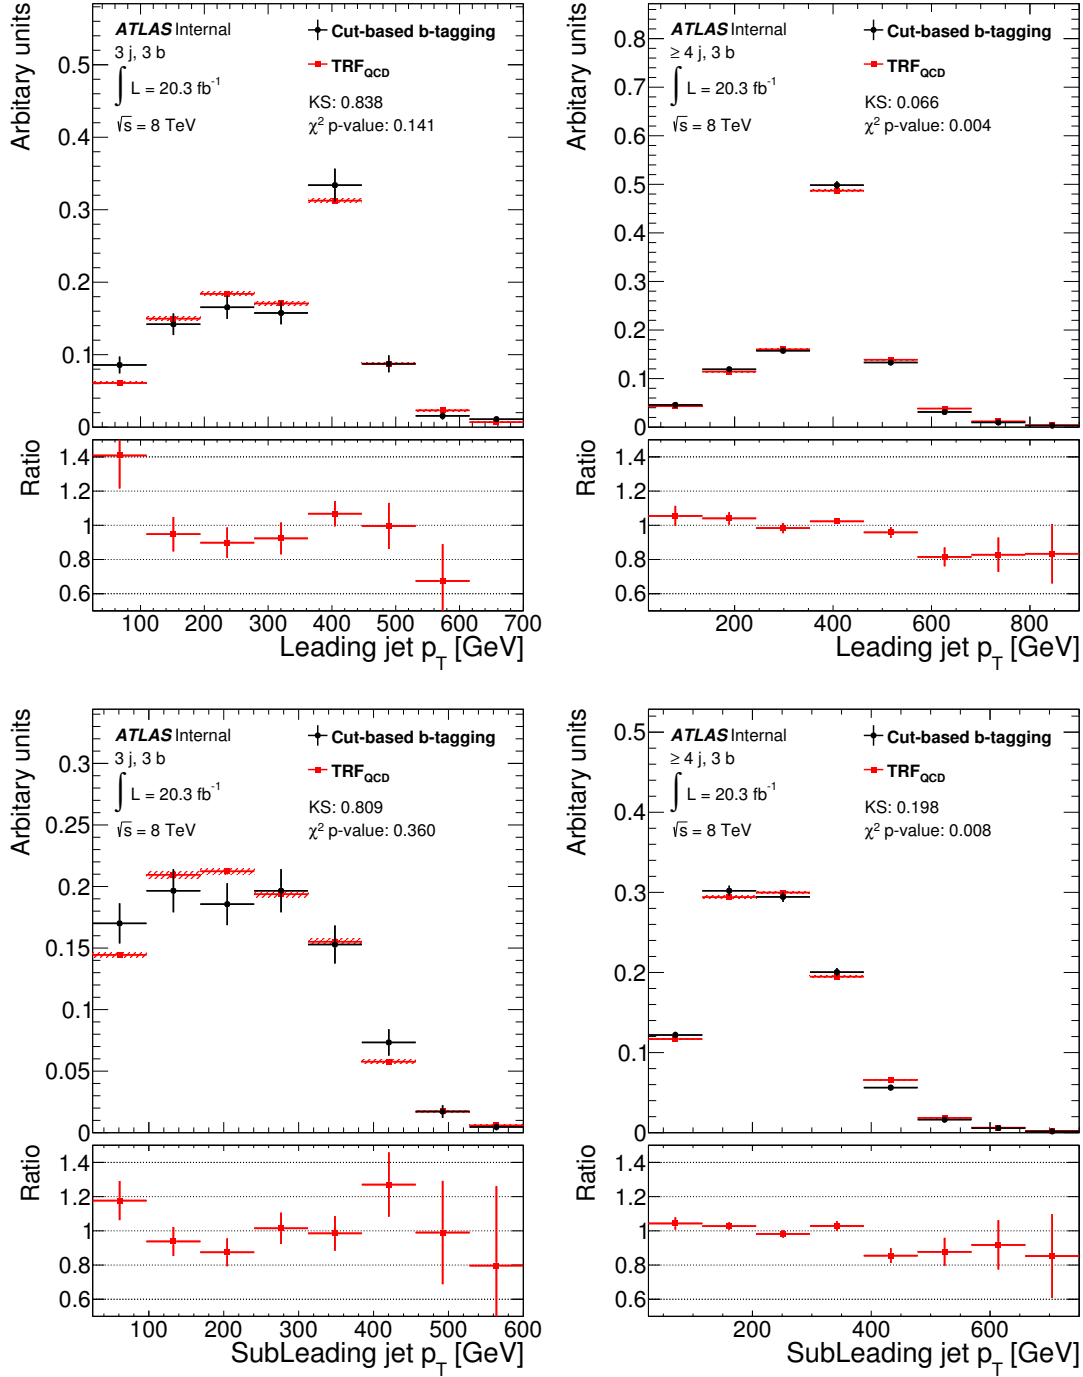 Arbitary units
ATLAS Internal
3 j, 3 b
∫ L = 20.3 fb⁻¹
√s = 8 TeV
Cut-based b-tagging
TRF_QCD
KS: 0.838
χ² p-value: 0.141
0.5
0.4
0.3
0.2
0.1
0
Ratio
1.4
1.2
1
0.8
0.6
100 200 300 400 500 600 700
Leading jet p_T [GeV]
Arbitary units
ATLAS Internal
≥ 4 j, 3 b
∫ L = 20.3 fb⁻¹
√s = 8 TeV
Cut-based b-tagging
TRF_QCD
KS: 0.066
χ² p-value: 0.004
0.8
0.7
0.6
0.5
0.4
0.3
0.2
0.1
0
Ratio
1.4
1.2
1
0.8
0.6
200 400 600 800
Leading jet p_T [GeV]
Arbitary units
ATLAS Internal
3 j, 3 b
∫ L = 20.3 fb⁻¹
√s = 8 TeV
Cut-based b-tagging
TRF_QCD
KS: 0.809
χ² p-value: 0.360
0.3
0.25
0.2
0.15
0.1
0.05
0
Ratio
1.4
1.2
1
0.8
0.6
100 200 300 400 500 600
SubLeading jet p_T [GeV]
Arbitary units
ATLAS Internal
≥ 4 j, 3 b
∫ L = 20.3 fb⁻¹
√s = 8 TeV
Cut-based b-tagging
TRF_QCD
KS: 0.198
χ² p-value: 0.008
0.5
0.4
0.3
0.2
0.1
0
Ratio
1.4
1.2
1
0.8
0.6
200 400 600
SubLeading jet p_T [GeV]